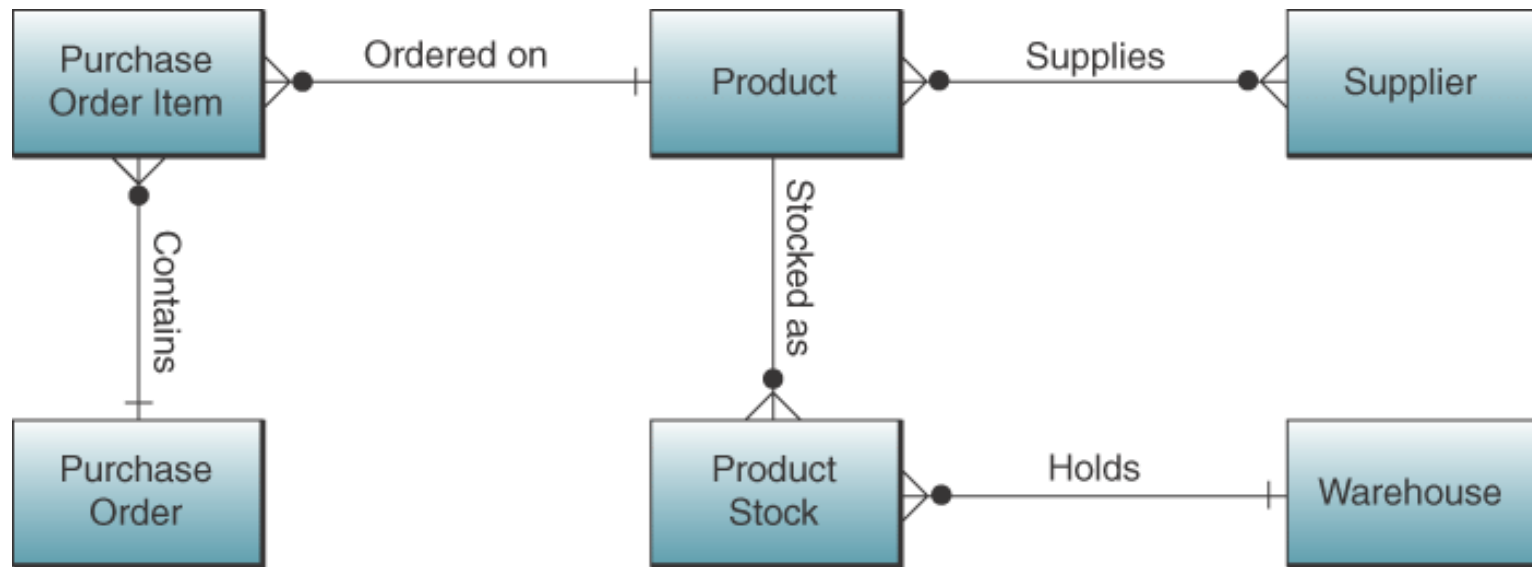 Purchase
Order Item
Ordered on
Product
Supplies
Supplier
Contains
Stocked as
Purchase
Order
Product
Stock
Holds
Warehouse